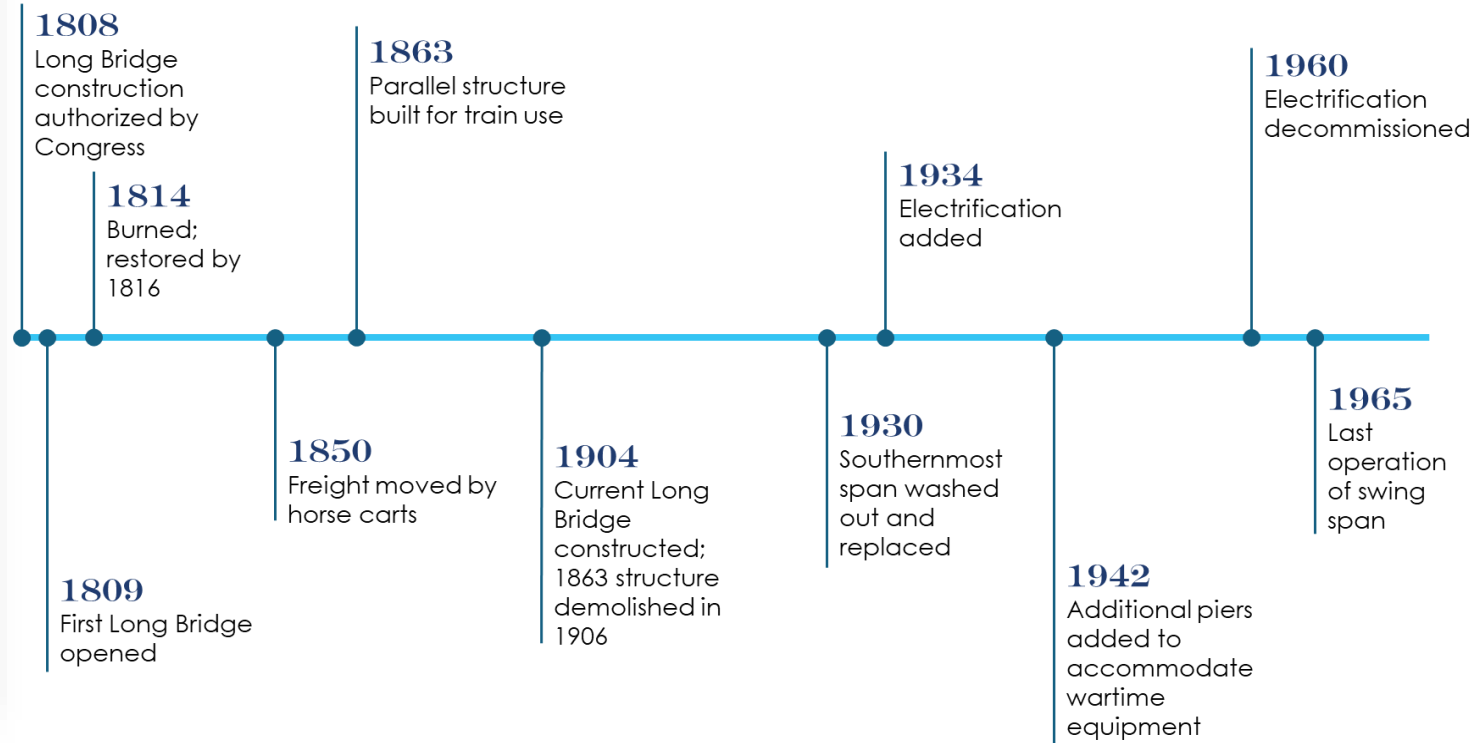 1808
Long Bridge
construction
authorized by
Congress
1809
First Long Bridge
opened
1814
Burned;
restored by
1816
1850
Freight moved by
horse carts
1863
Parallel structure
built for train use
1904
Current Long
Bridge
constructed;
1863 structure
demolished in
1906
1930
Southernmost
span washed
out and
replaced
1934
Electrification
added
1942
Additional piers
added to
accommodate
wartime
equipment
1960
Electrification
decommissioned
1965
Last
operation
of swing
span